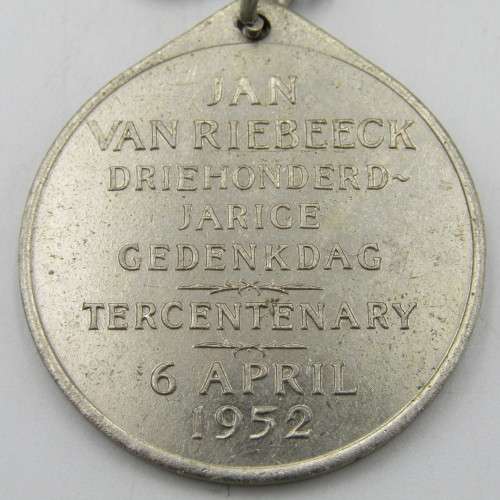 JAN
VAN RIEBEECK
DRIEHONDERD~
JARIGE
GEDENKDAG
TERCENTENARY
6 APRIL
1952